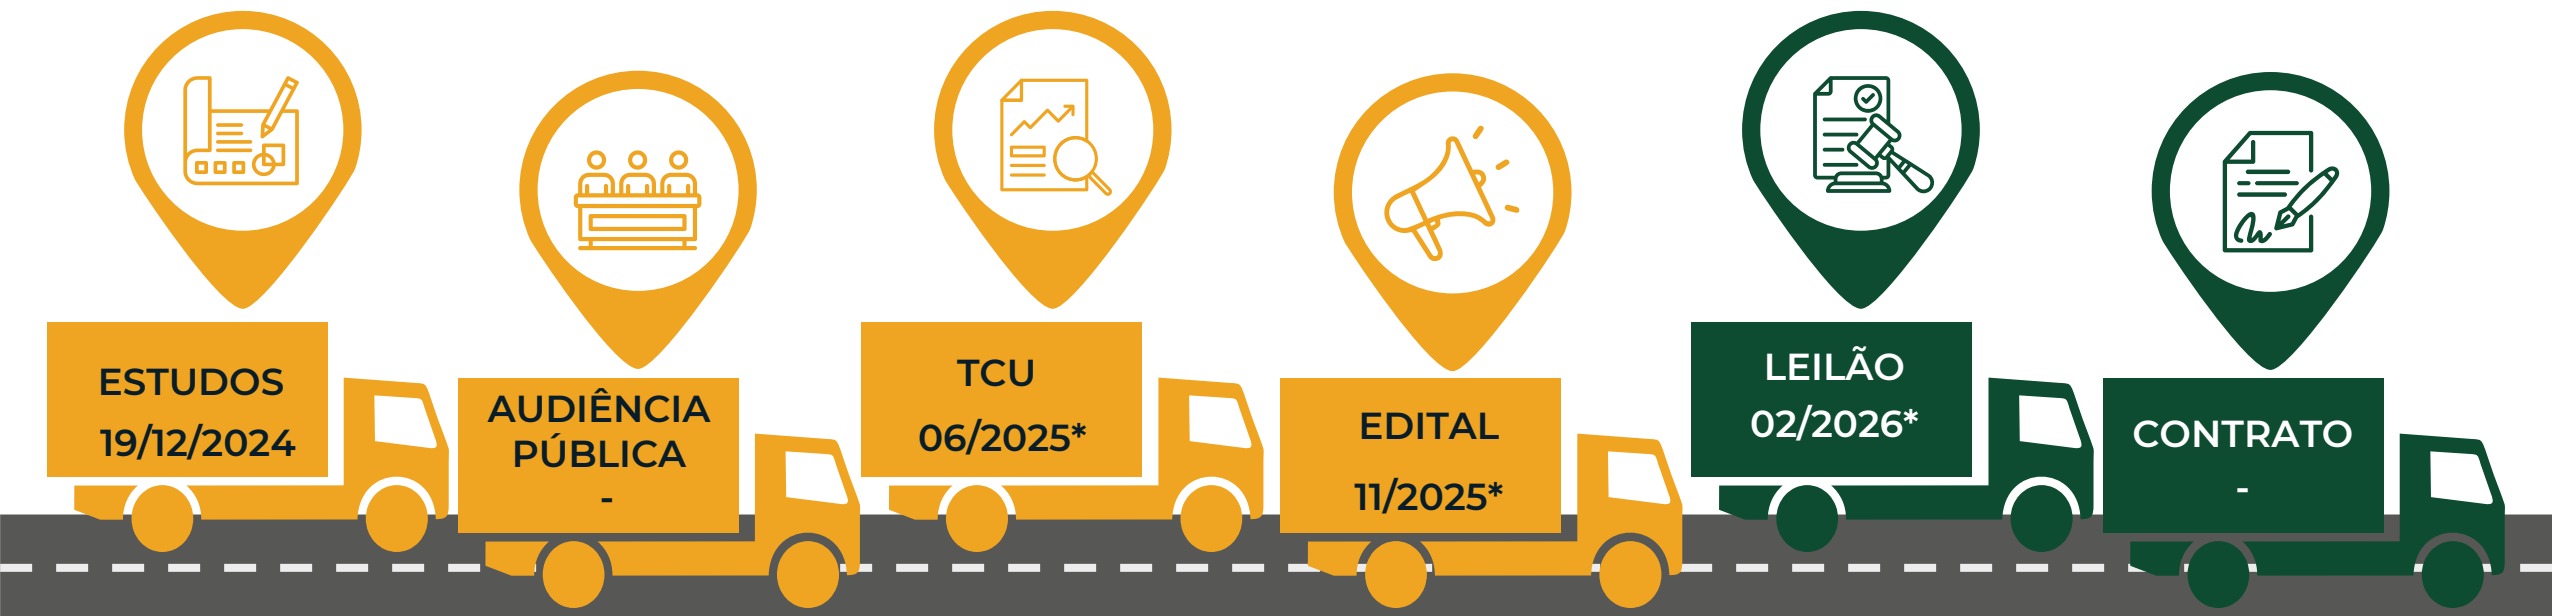 ESTUDOS
19/12/2024
AUDIÊNCIA
PÚBLICA
-
TCU
06/2025*
EDITAL
11/2025*
LEILÃO
02/2026*
CONTRATO
-